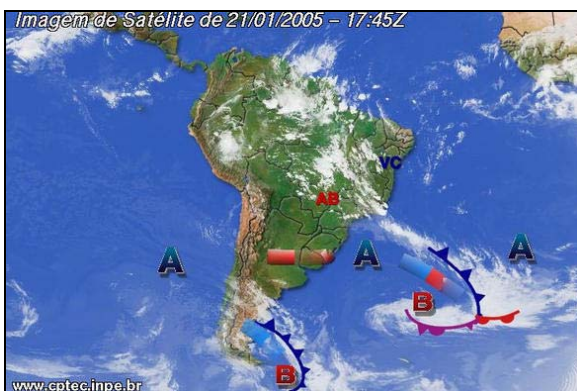 Imagem de Satélite de 21/01/2005 – 17:45Z
VC
AB
A
A
A
B
B
www.cptec.inpe.br